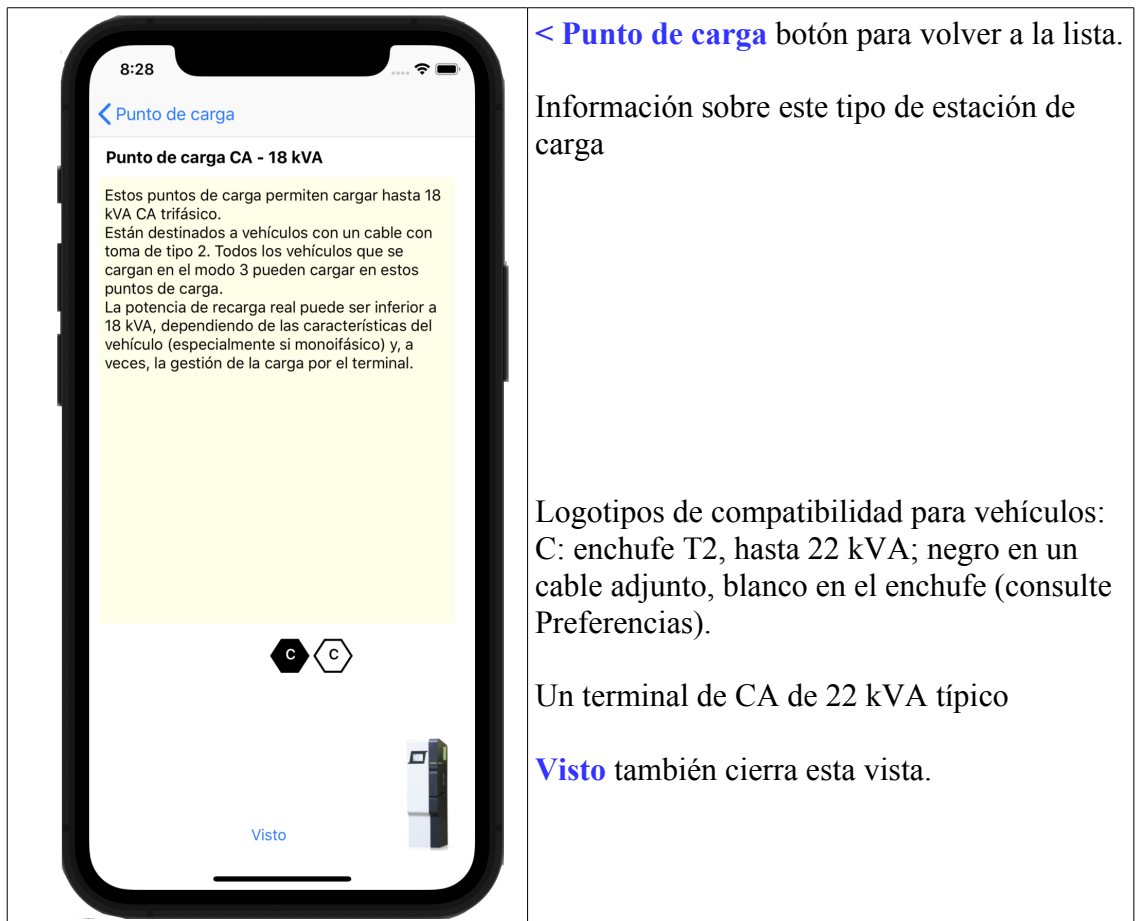 8:28
Punto de carga
Punto de carga CA - 18 kVA
Estos puntos de carga permiten cargar hasta 18
kVA CA trifásico.
Están destinados a vehículos con un cable con
toma de tipo 2. Todos los vehículos que se
cargan en el modo 3 pueden cargar en estos
puntos de carga.
La potencia de recarga real puede ser inferior a
18 kVA, dependiendo de las características del
vehículo (especialmente si monoifásico) y, a
veces, la gestión de la carga por el terminal.
C C
Visto
< Punto de carga botón para volver a la lista.
Información sobre este tipo de estación de
carga
Logotipos de compatibilidad para vehículos:
C: enchufe T2, hasta 22 kVA; negro en un
cable adjunto, blanco en el enchufe (consulte
Preferencias).
Un terminal de CA de 22 kVA típico
Visto también cierra esta vista.